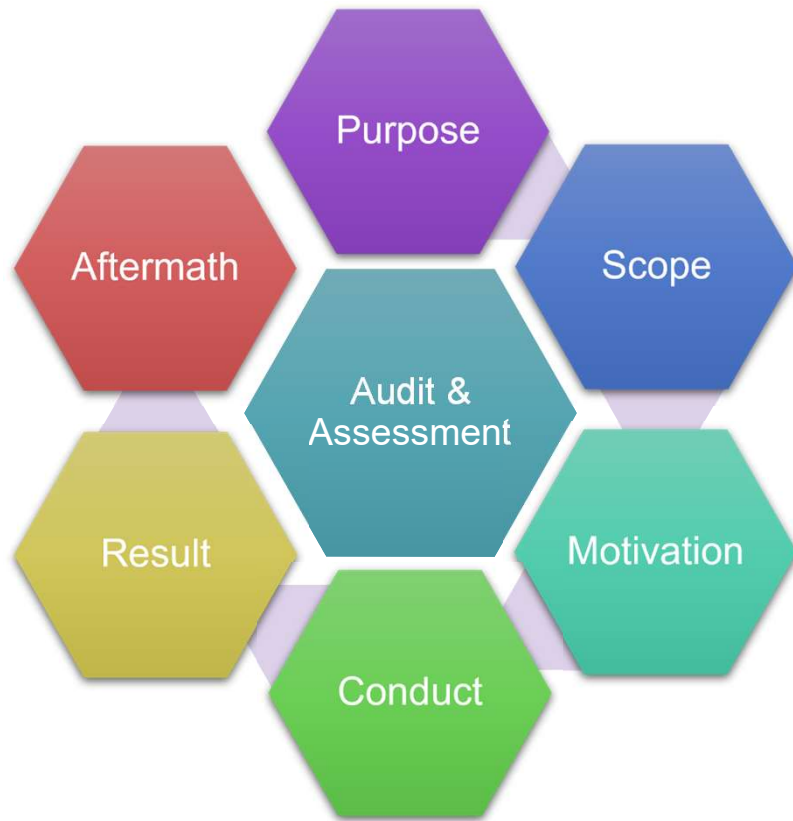 Purpose
Scope
Motivation
Conduct
Result
Aftermath
Audit &
Assessment